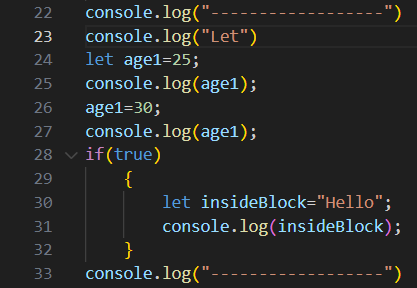 22 console.log("------------------")
23 console.log("Let")
24 let age1=25;
25 console.log(age1);
26 age1=30;
27 console.log(age1);
28 if(true)
29 {
30 let insideBlock="Hello";
31 console.log(insideBlock);
32 }
33 console.log("------------------")